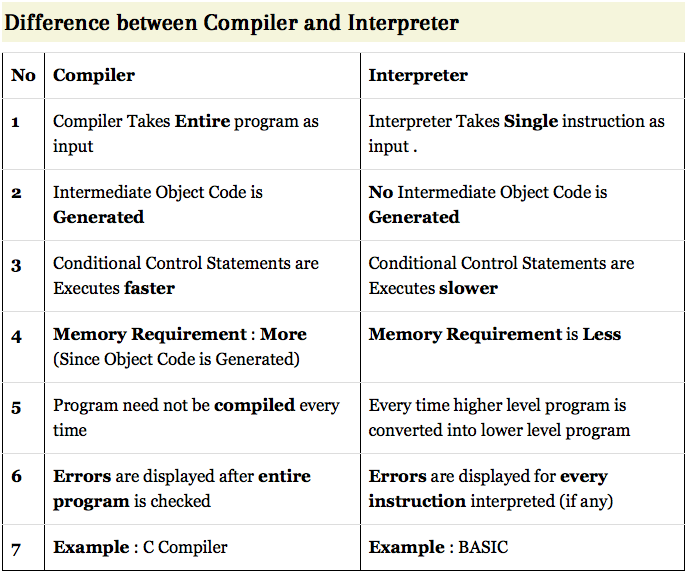 Difference between Compiler and Interpreter
No Compiler Interpreter
1 Compiler Takes Entire program as input Interpreter Takes Single instruction as input .
2 Intermediate Object Code is Generated No Intermediate Object Code is Generated
3 Conditional Control Statements are Executes faster Conditional Control Statements are Executes slower
4 Memory Requirement : More (Since Object Code is Generated) Memory Requirement is Less
5 Program need not be compiled every time Every time higher level program is converted into lower level program
6 Errors are displayed after entire program is checked Errors are displayed for every instruction interpreted (if any)
7 Example : C Compiler Example : BASIC